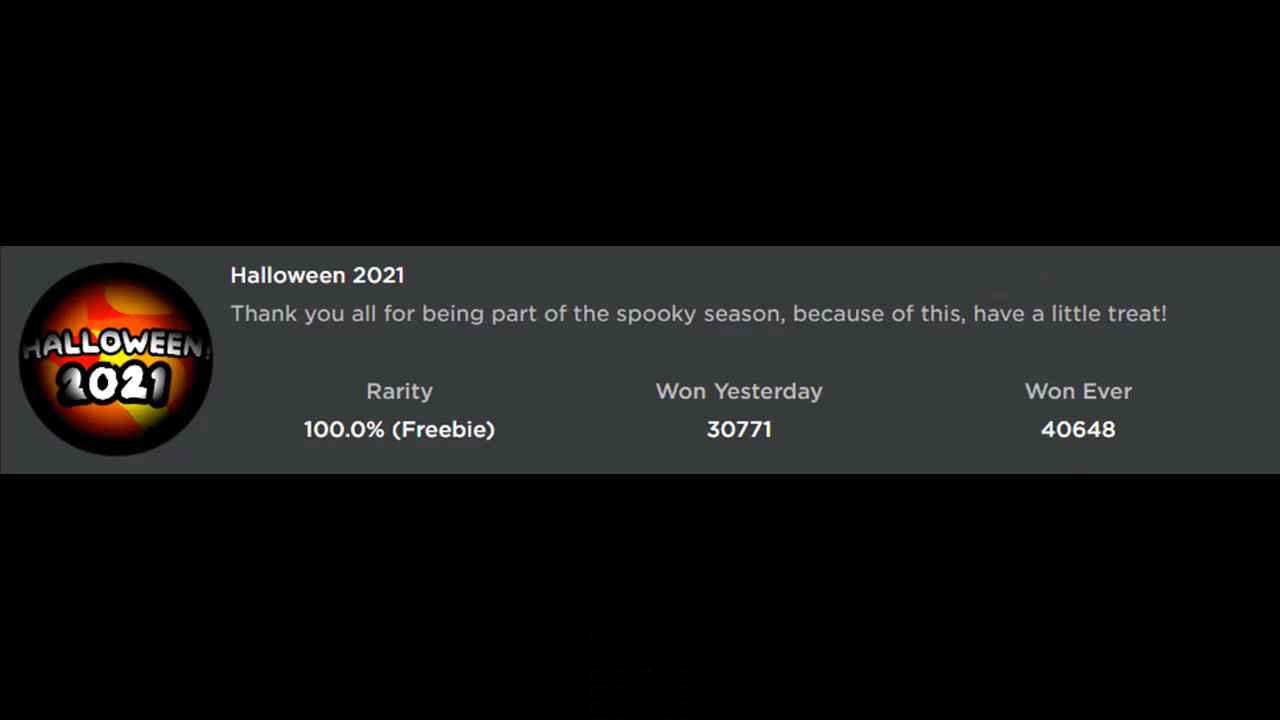 HALLOWEEN!
2021
Halloween 2021
Thank you all for being part of the spooky season, because of this, have a little treat!
Rarity Won Yesterday Won Ever
100.0% (Freebie) 30771 40648